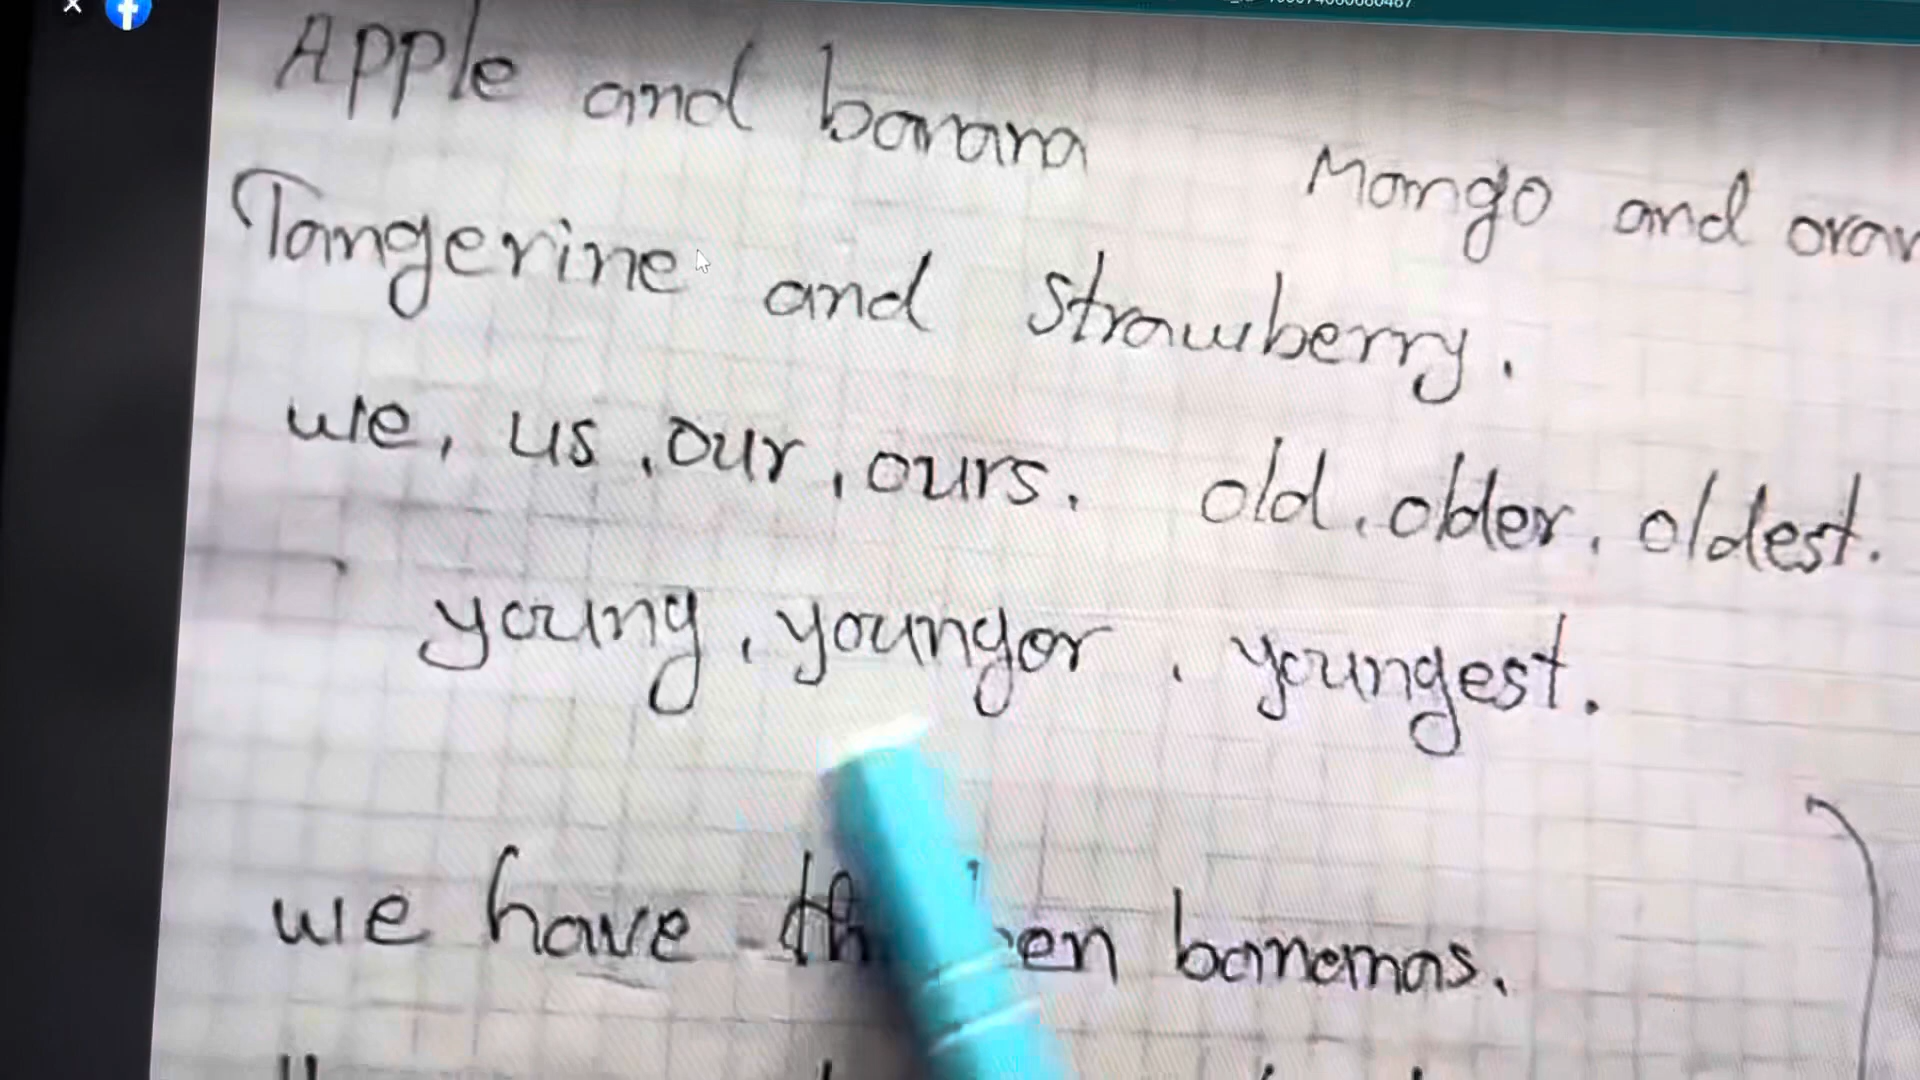 Apple and banana Mango and
Tangerine and strawberry.
we, us, our, ours. old, older, oldest.
young, younger, youngest.
we have bananas.